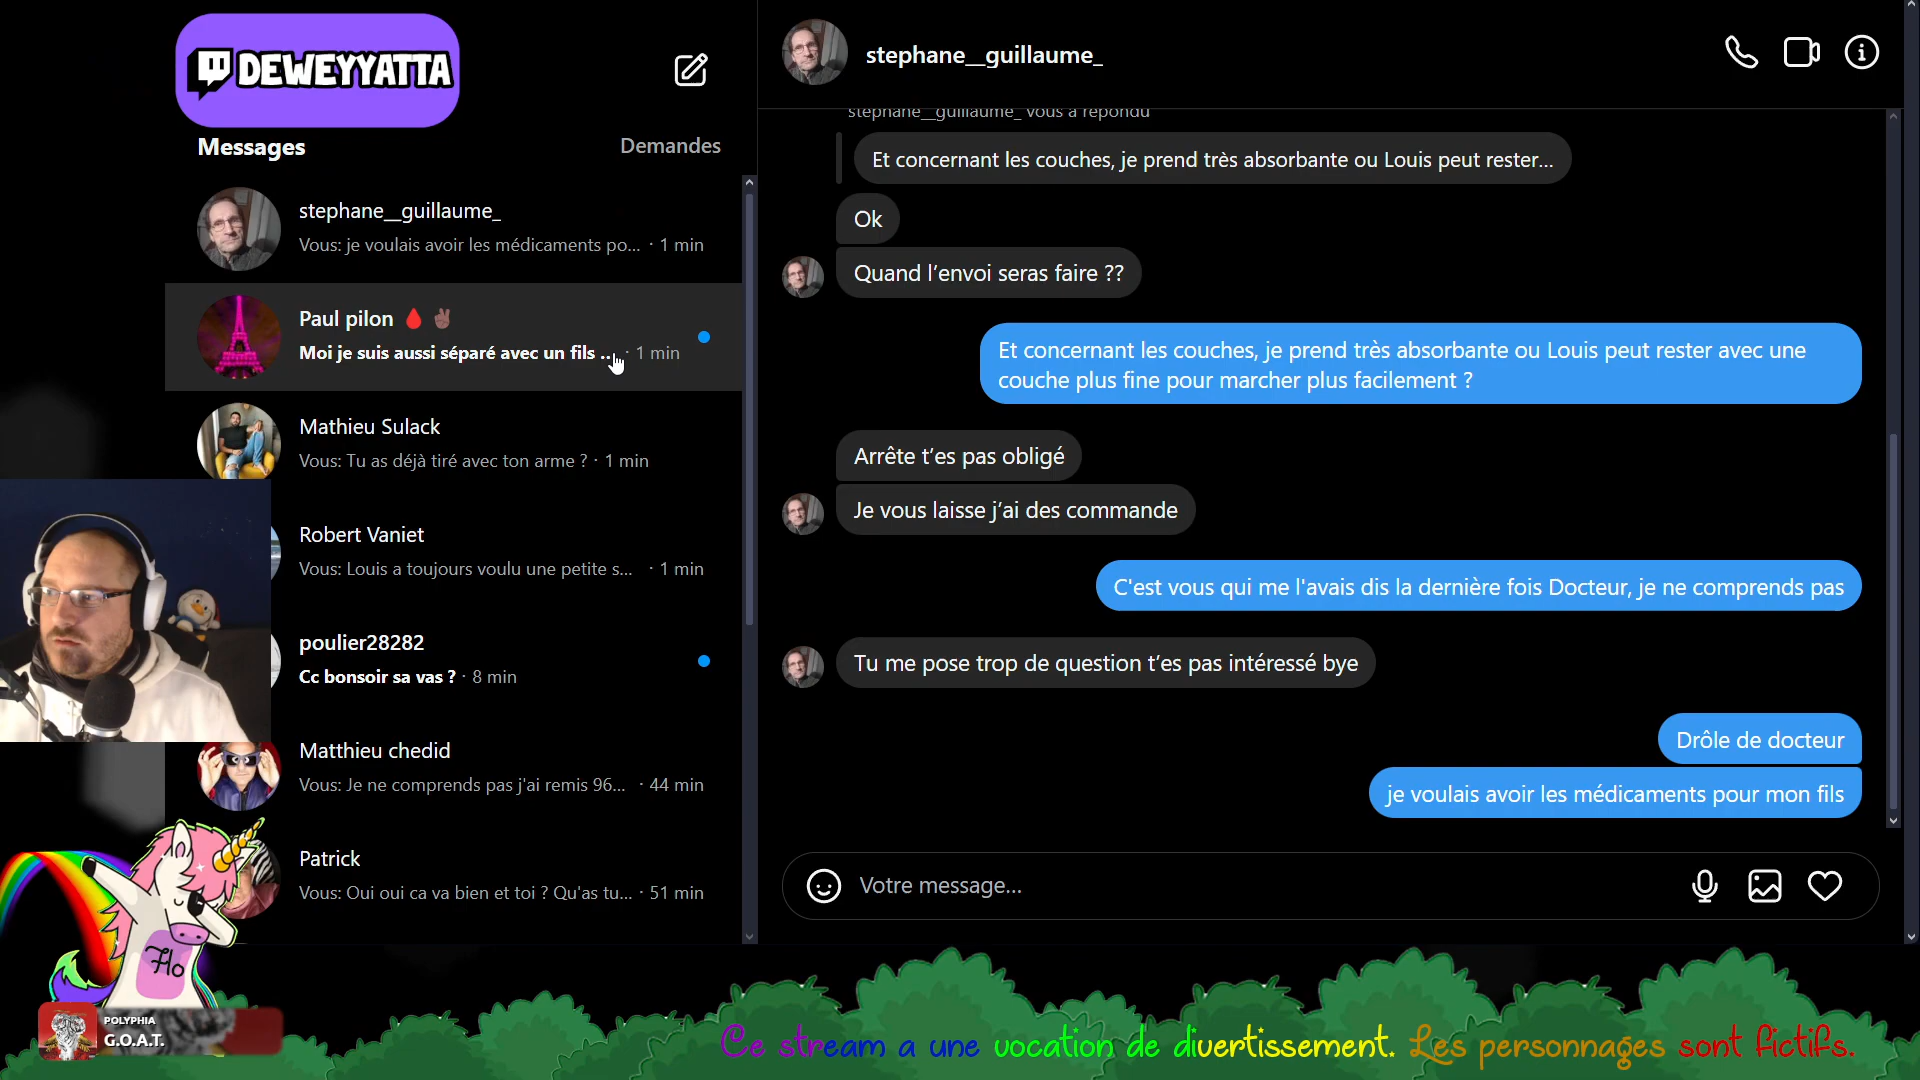 DEWEYYATTA
Messages
Demandes
stephane__guillaume_
Vous: je voulais avoir les médicaments po... · 1 min
Paul pilon
Moi je suis aussi séparé avec un fils ... · 1 min
Mathieu Sulack
Vous: Tu as déjà tiré avec ton arme ? · 1 min
Robert Vaniet
Vous: Louis a toujours voulu une petite s... · 1 min
poulier28282
Cc bonsoir sa vas ? · 8 min
Matthieu chedid
Vous: Je ne comprends pas j'ai remis 96... · 44 min
Patrick
Vous: Oui oui ca va bien et toi ? Qu'as tu... · 51 min
Flo
POLYPHIA
G.O.A.T.
stephane__guillaume_
stephane__guillaume_ vous a répondu
Et concernant les couches, je prend très absorbante ou Louis peut rester...
Ok
Quand l'envoi seras faire ??
Et concernant les couches, je prend très absorbante ou Louis peut rester avec une
couche plus fine pour marcher plus facilement ?
Arrête t'es pas obligé
Je vous laisse j'ai des commande
C'est vous qui me l'avais dis la dernière fois Docteur, je ne comprends pas
Tu me pose trop de question t'es pas intéressé bye
Drôle de docteur
je voulais avoir les médicaments pour mon fils
Votre message...
Ce stream a une vocation de divertissement. Les personnages sont fictifs.